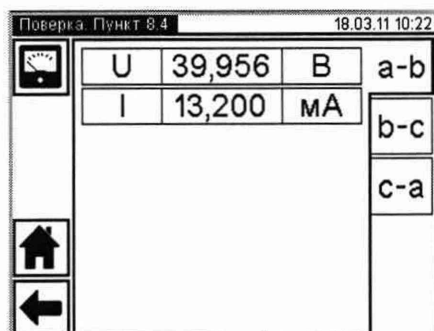 Поверка. Пункт 8.4 18.03.11 10:22
U 39,956 В a-b
I 13,200 мА
b-c
c-a